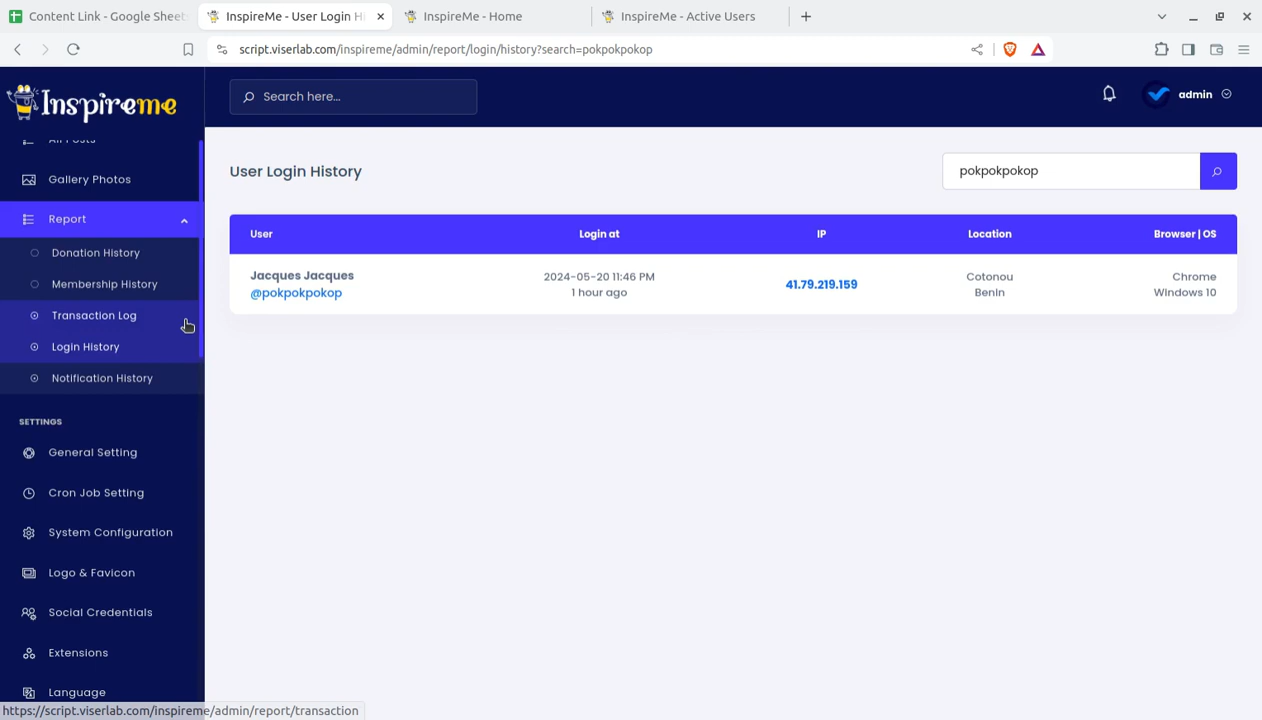 Content Link - Google Sheet
InspireMe - User Login Hi
InspireMe - Home
InspireMe - Active Users
script.viserlab.com/inspireme/admin/report/login/history?search=pokpokpokop
Inspireme
Search here...
admin
All Posts
Gallery Photos
Report
Donation History
Membership History
Transaction Log
Login History
Notification History
SETTINGS
General Setting
Cron Job Setting
System Configuration
Logo & Favicon
Social Credentials
Extensions
Language
User Login History
pokpokpokop
User Login at IP Location Browser | OS
Jacques Jacques 2024-05-20 11:46 PM 41.79.219.159 Cotonou Chrome
@pokpokpokop 1 hour ago Benin Windows 10
https://script.viserlab.com/inspireme/admin/report/transaction